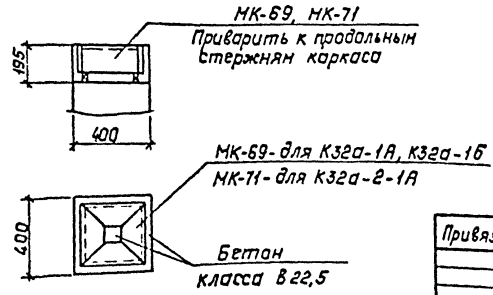 МК-69, МК-71
Приварить к продольным
стержням каркаса
195
400
МК-69-для К32а-1А, К32а-1Б
МК-71-для К32а-2-1А
400
Бетон
класса В 22,5
Привяз